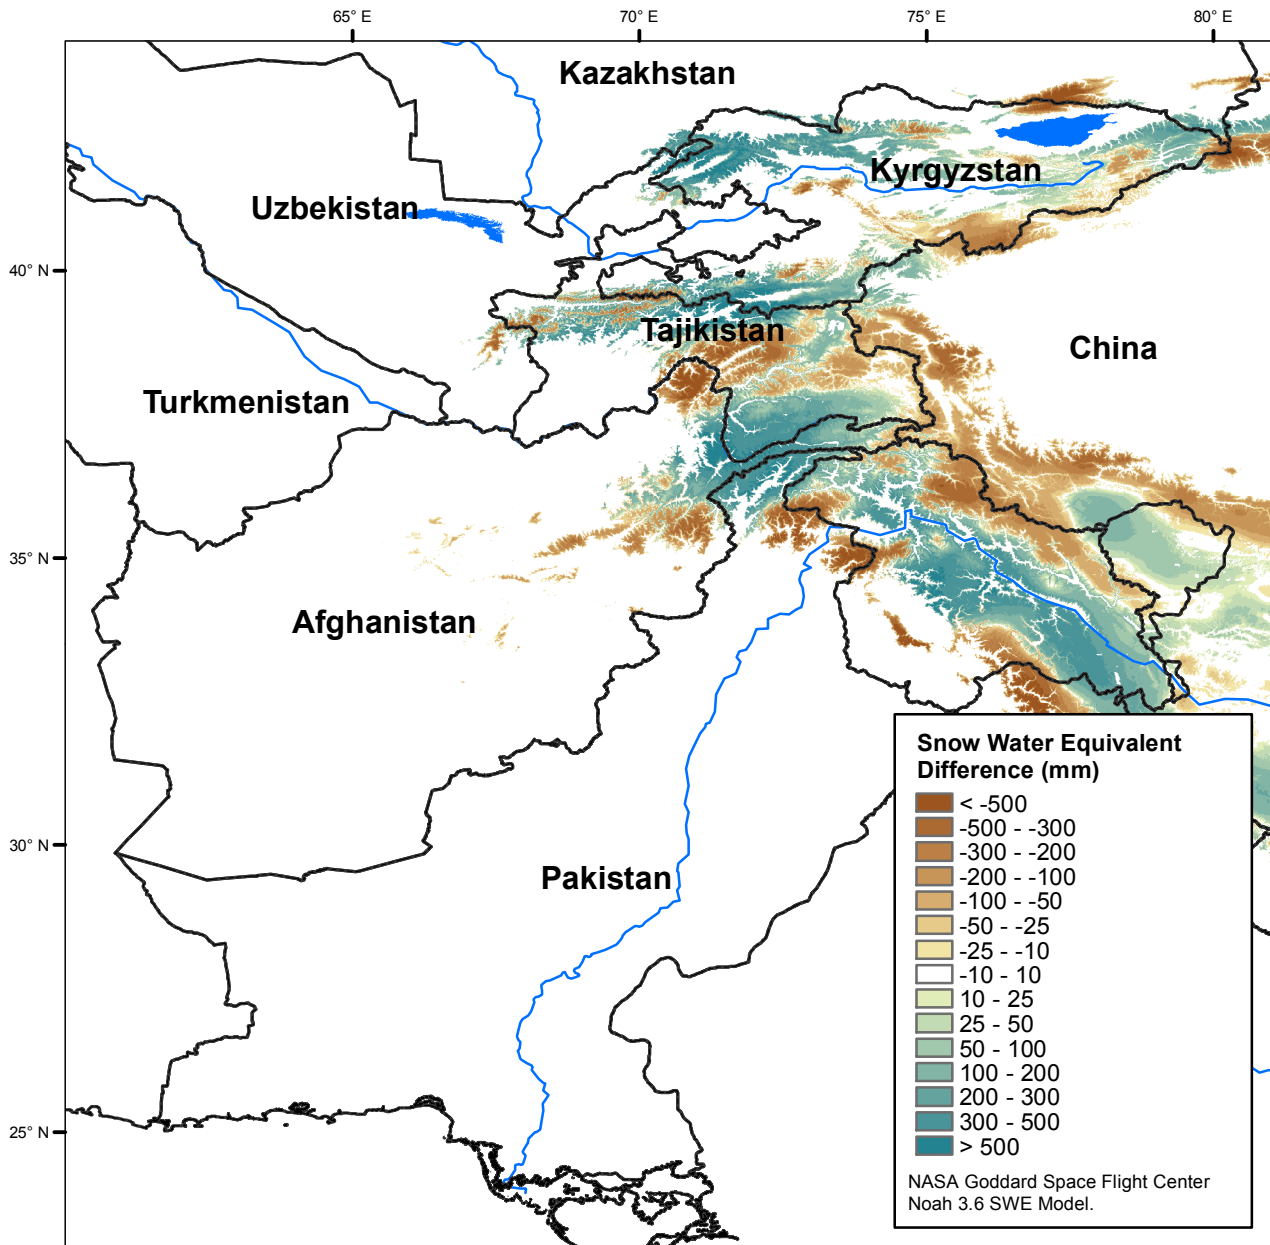 65° E
70° E
75° E
80° E
Kazakhstan
Kyrgyzstan
Uzbekistan
40° N
Tajikistan
China
Turkmenistan
35° N
Afghanistan
Snow Water Equivalent
Difference (mm)
< -500
-500 - -300
-300 - -200
-200 - -100
-100 - -50
-50 - -25
-25 - -10
-10 - 10
10 - 25
25 - 50
50 - 100
100 - 200
200 - 300
300 - 500
> 500
NASA Goddard Space Flight Center
Noah 3.6 SWE Model.
30° N
Pakistan
25° N